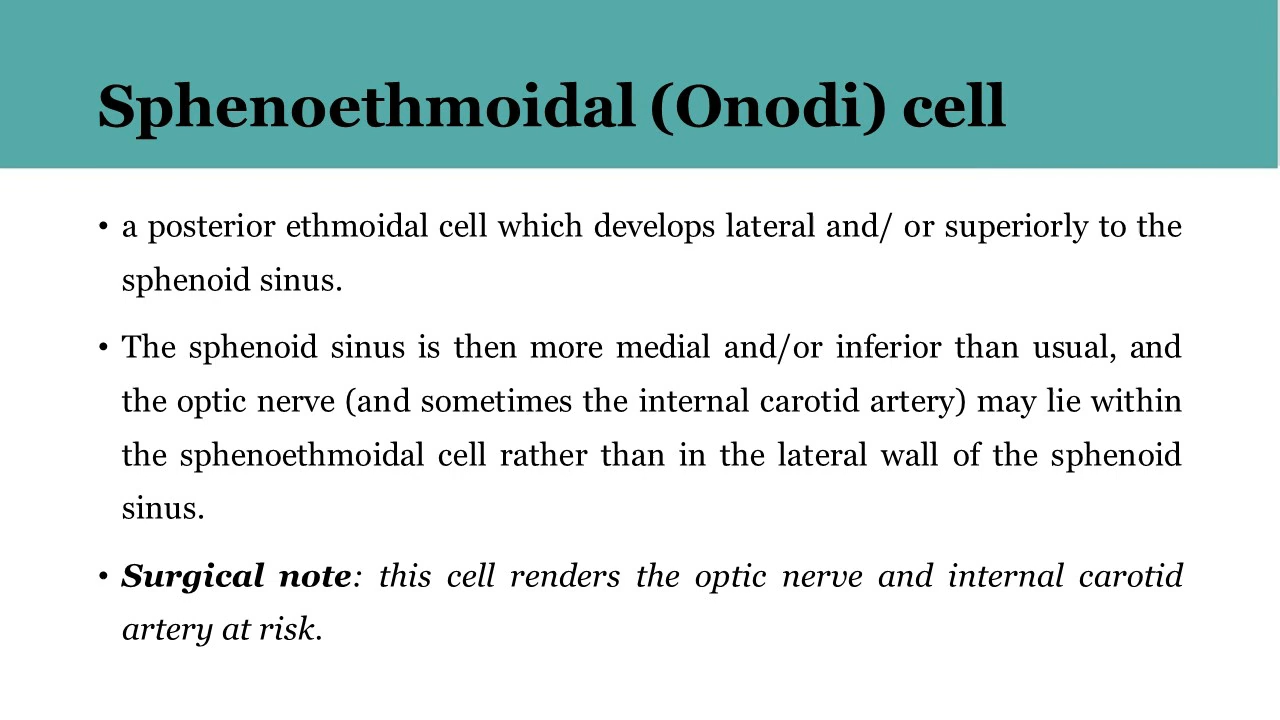 Sphenoethmoidal (Onodi) cell
• a posterior ethmoidal cell which develops lateral and/ or superiorly to the
sphenoid sinus.
• The sphenoid sinus is then more medial and/or inferior than usual, and
the optic nerve (and sometimes the internal carotid artery) may lie within
the sphenoethmoidal cell rather than in the lateral wall of the sphenoid
sinus.
• Surgical note: this cell renders the optic nerve and internal carotid
artery at risk.